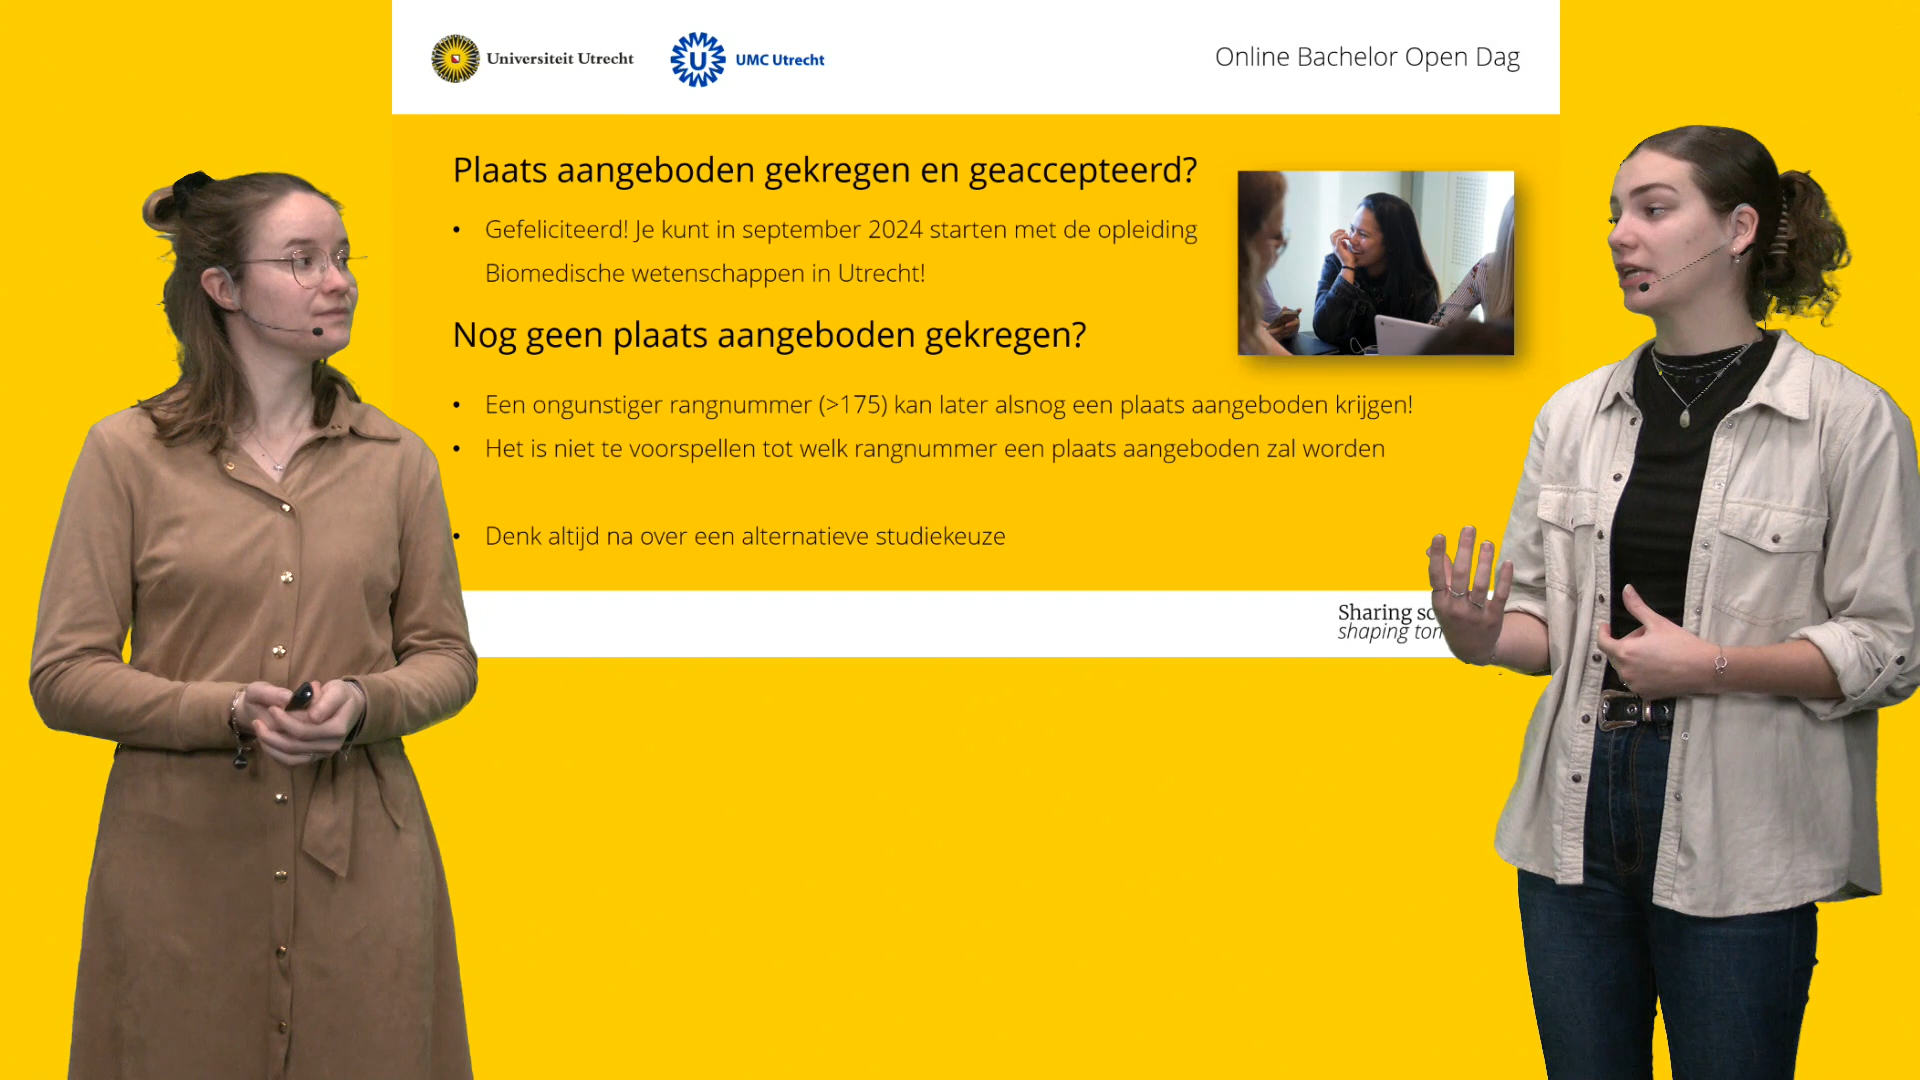 Universiteit Utrecht
UMC Utrecht
Online Bachelor Open Dag
Plaats aangeboden gekregen en geaccepteerd?
• Gefeliciteerd! Je kunt in september 2024 starten met de opleiding
Biomedische wetenschappen in Utrecht!
Nog geen plaats aangeboden gekregen?
• Een ongunstiger rangnummer (>175) kan later alsnog een plaats aangeboden krijgen!
• Het is niet te voorspellen tot welk rangnummer een plaats aangeboden zal worden
• Denk altijd na over een alternatieve studiekeuze
Sharing
shaping